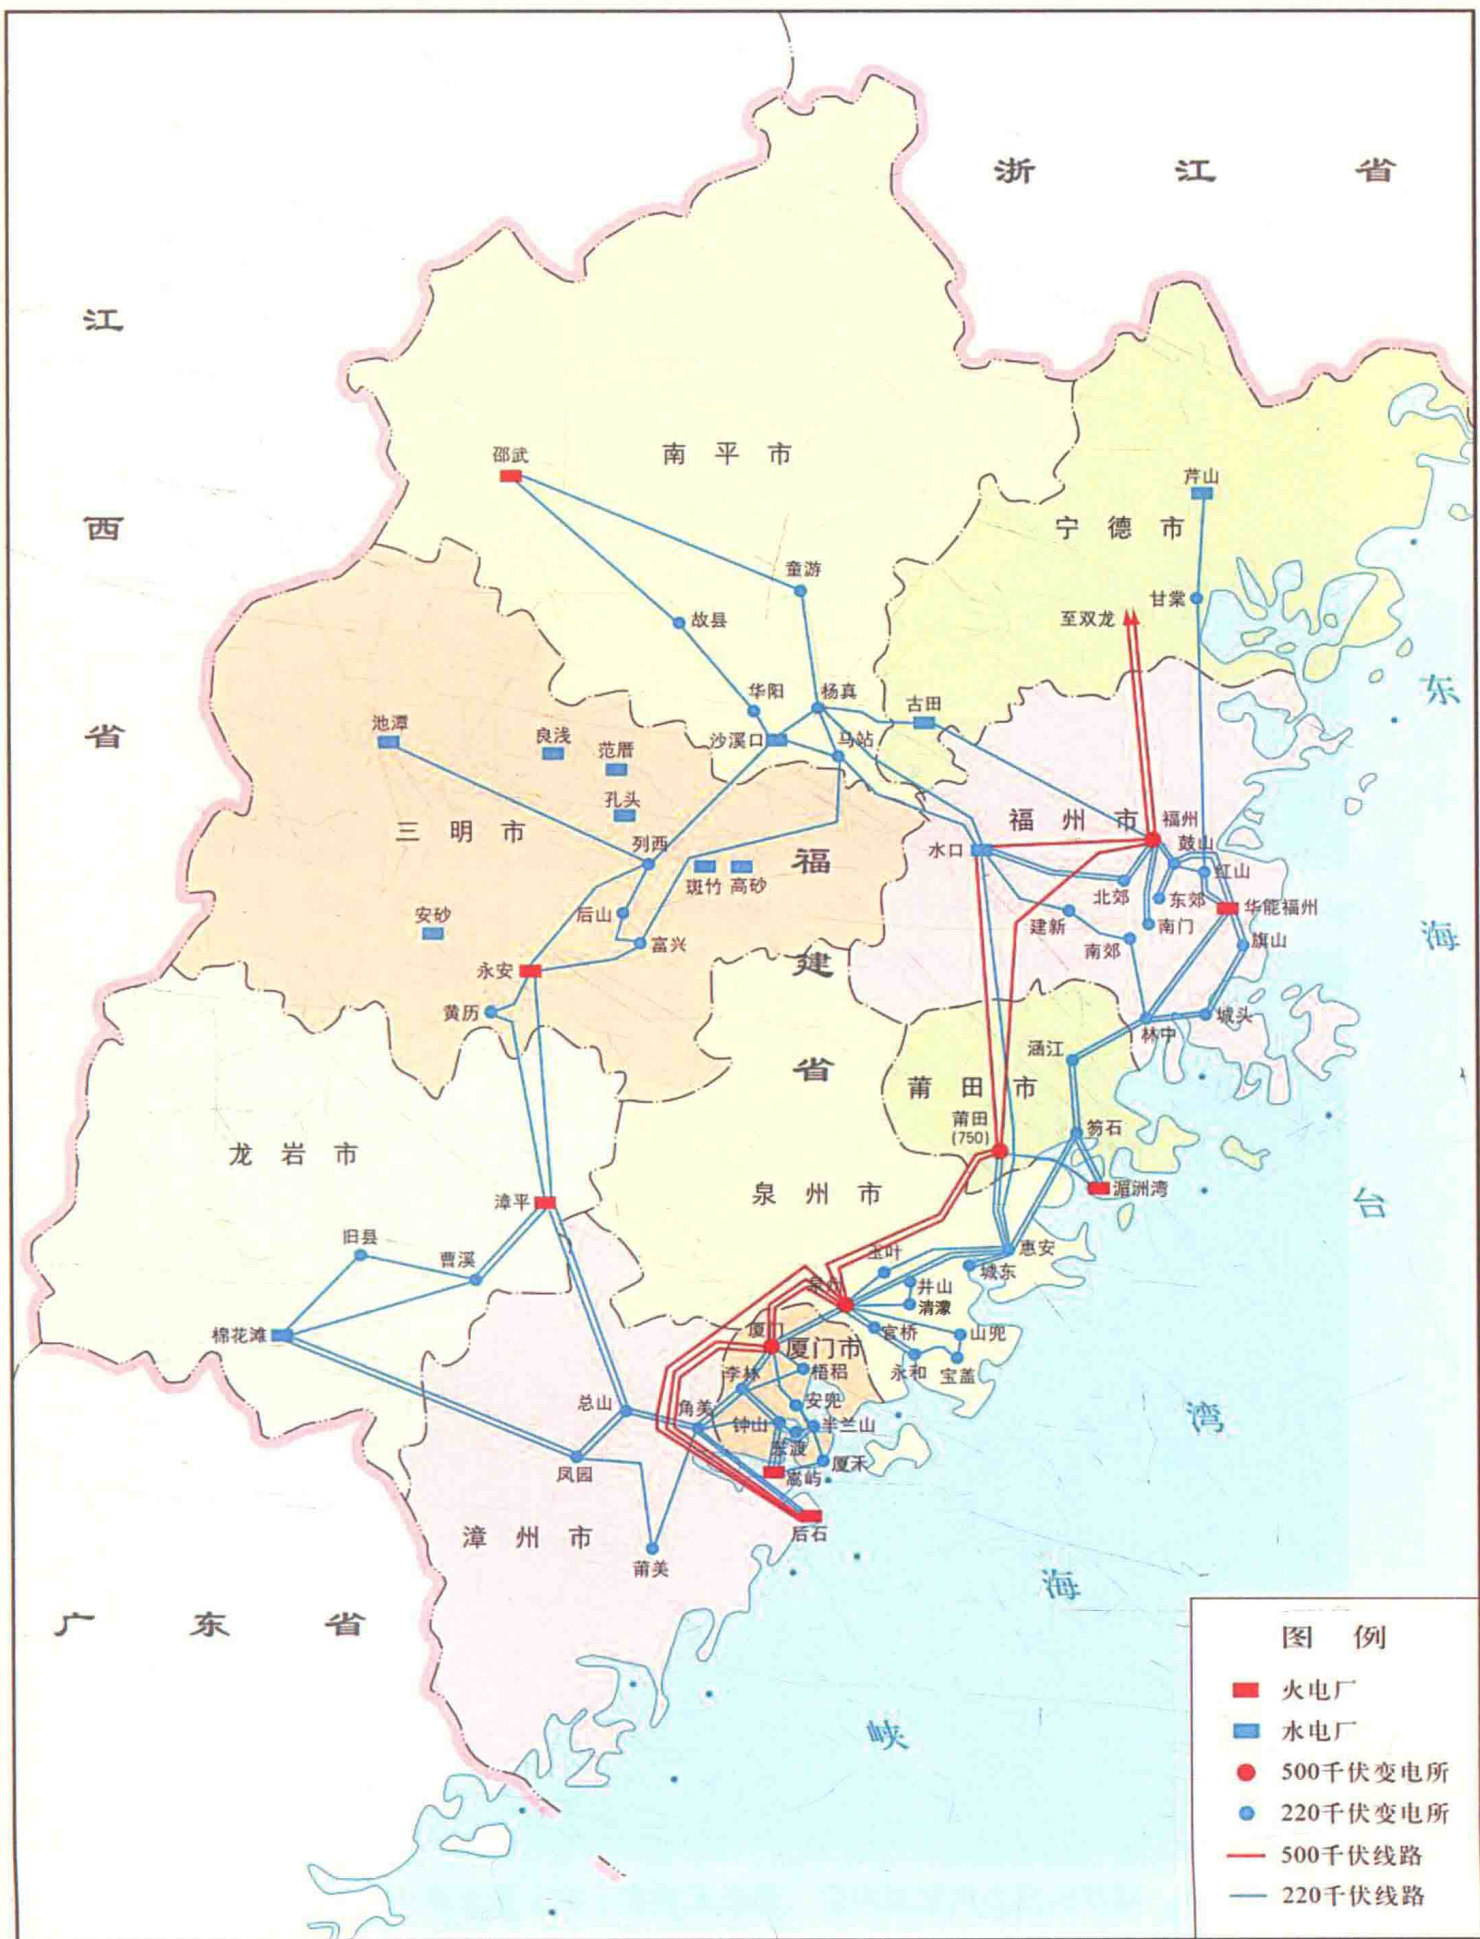 浙江省
江西省
南平市
邵武
芹山
宁德市
童游
甘棠
至双龙
故县
华阳
杨真
古田
东海
池潭
良浅
沙溪口
马站
范厝
孔头
三明市
福州市
福州
列西
福建省
水口
鼓山
红山
斑竹
高砂
北郊
东郊
华能福州
安砂
后山
富兴
建新
南门
南郊
旗山
永安
黄历
城头
林中
涵江
莆田市
莆田
(750)
笏石
龙岩市
泉州市
湄洲湾
漳平
台湾海峡
旧县
曹溪
玉叶
惠安
城东
泉州
井山
清濛
棉花滩
厦门
厦门市
官桥
山兜
永和
宝盖
李林
梧稆
总山
角美
安兜
钟山
半兰山
东渡
厦禾
凤园
嵩屿
漳州市
后石
莆美
广东省
图例
火电厂
水电厂
500千伏变电所
220千伏变电所
500千伏线路
220千伏线路